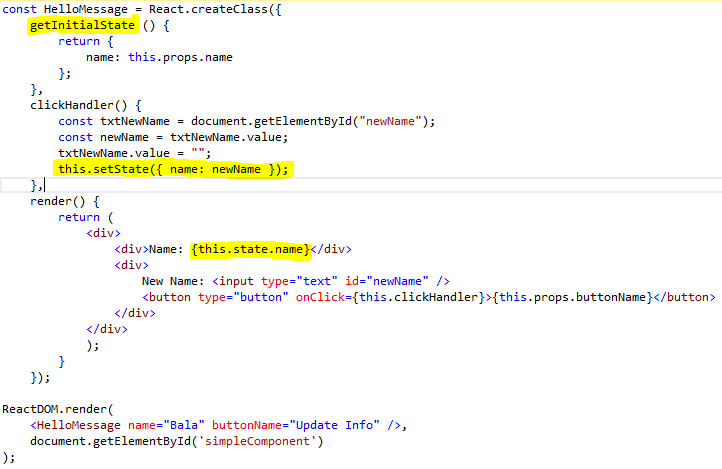 const HelloMessage = React.createClass({
    getInitialState () {
        return {
            name: this.props.name
        };
    },
    clickHandler() {
        const txtNewName = document.getElementById("newName");
        const newName = txtNewName.value;
        txtNewName.value = "";
        this.setState({ name: newName });
    },
    render() {
        return (
            <div>
                <div>Name: {this.state.name}</div>
                <div>
                    New Name: <input type="text" id="newName" />
                    <button type="button" onClick={this.clickHandler}>{this.props.buttonName}</button>
                </div>
            </div>
            );
        }
    });
ReactDOM.render(
    <HelloMessage name="Bala" buttonName="Update Info" />,
    document.getElementById('simpleComponent')
);